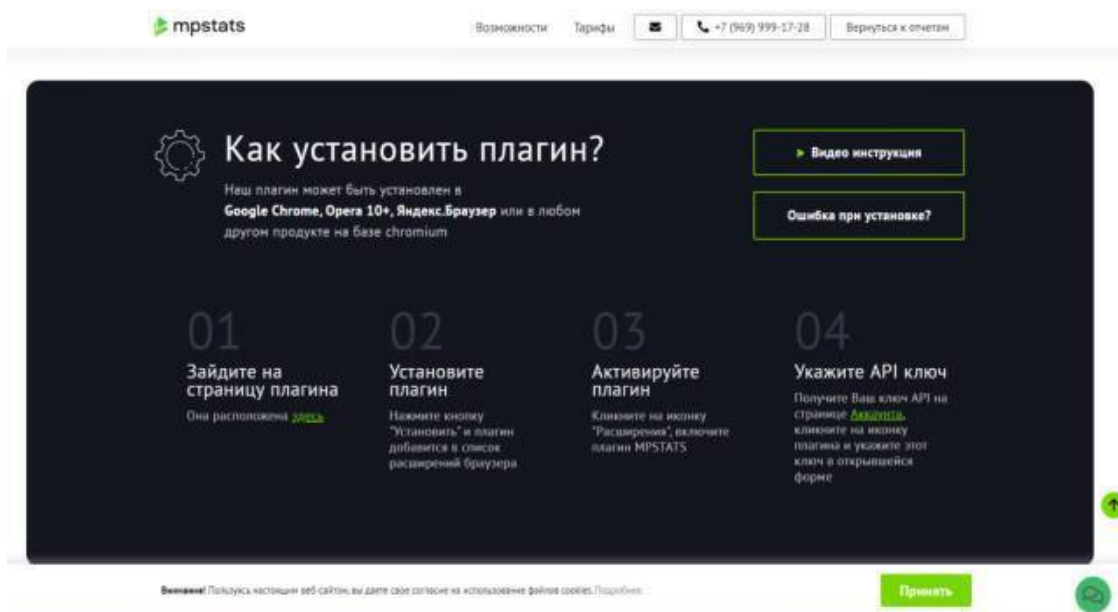 mpstats
Возможности
Тарифы
+7 (969) 999-17-28
Вернуться к отчетам
Как установить плагин?
Наш плагин может быть установлен в
Google Chrome, Opera 10+, Яндекс.Браузер или в любом
другом продукте на базе chromium
Видео инструкция
Ошибка при установке?
01
Зайдите на
страницу плагина
Она расположена здесь
02
Установите
плагин
Нажмите кнопку
"Установить" и плагин
добавится в список
расширений браузера
03
Активируйте
плагин
Кликните на иконку
"Расширения", включите
плагин MPSTATS
04
Укажите API ключ
Получите Ваш ключ API на
странице Аккаунта,
кликните на иконку
плагина и укажите этот
ключ в открывшейся
форме
Внимание! Пользуясь настоящим веб-сайтом, вы даете свое согласие на использование файлов cookies. Подробнее...
Принять